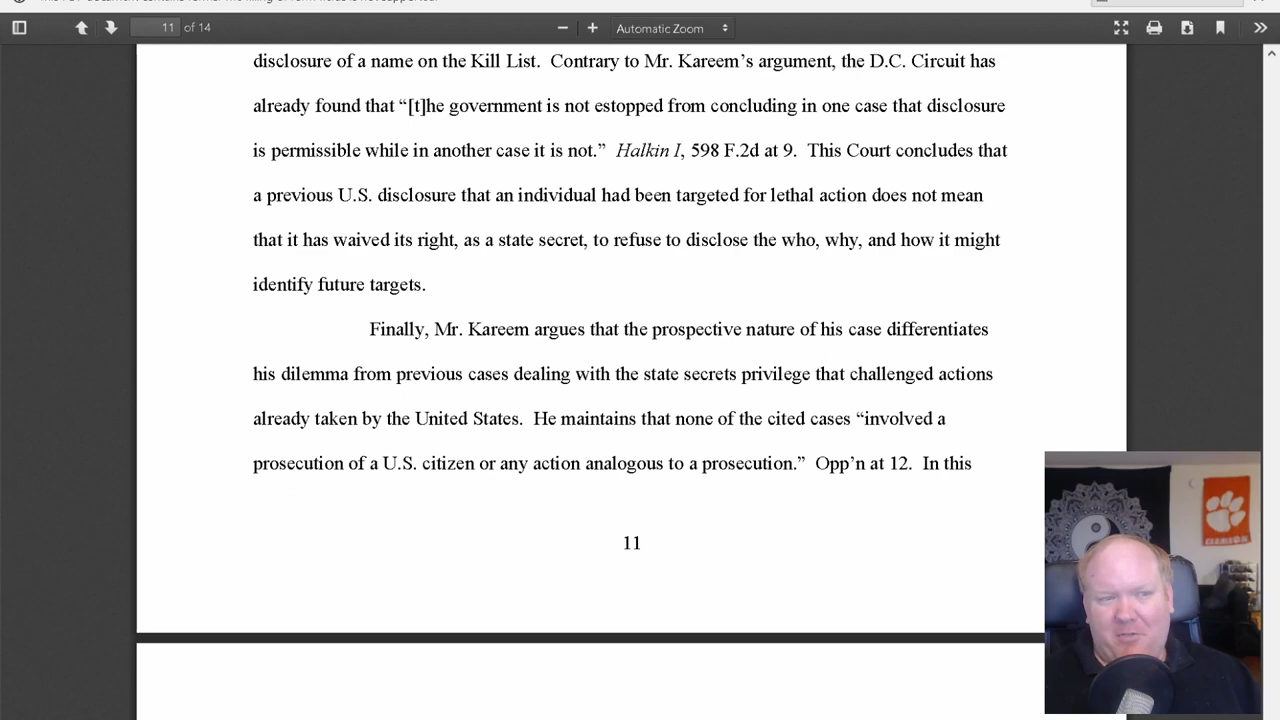 11 of 14
Automatic Zoom
disclosure of a name on the Kill List. Contrary to Mr. Kareem’s argument, the D.C. Circuit has
already found that “[t]he government is not estopped from concluding in one case that disclosure
is permissible while in another case it is not.” Halkin I, 598 F.2d at 9. This Court concludes that
a previous U.S. disclosure that an individual had been targeted for lethal action does not mean
that it has waived its right, as a state secret, to refuse to disclose the who, why, and how it might
identify future targets.
Finally, Mr. Kareem argues that the prospective nature of his case differentiates
his dilemma from previous cases dealing with the state secrets privilege that challenged actions
already taken by the United States. He maintains that none of the cited cases “involved a
prosecution of a U.S. citizen or any action analogous to a prosecution.” Opp’n at 12. In this
11
CLEMSON